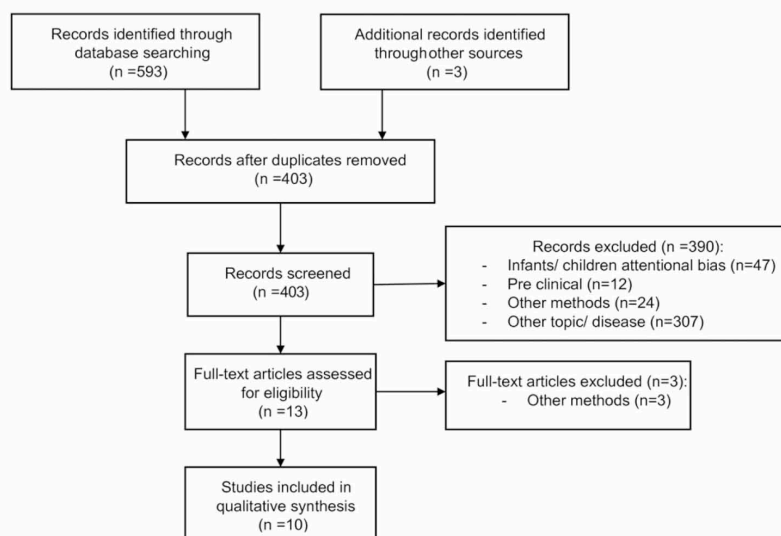 Records identified through
database searching
(n =593)
Additional records identified
through other sources
(n =3)
Records after duplicates removed
(n =403)
Records screened
(n =403)
Records excluded (n =390):
- Infants/ children attentional bias (n=47)
- Pre clinical (n=12)
- Other methods (n=24)
- Other topic/ disease (n=307)
Full-text articles assessed
for eligibility
(n =13)
Full-text articles excluded (n=3):
- Other methods (n=3)
Studies included in
qualitative synthesis
(n =10)